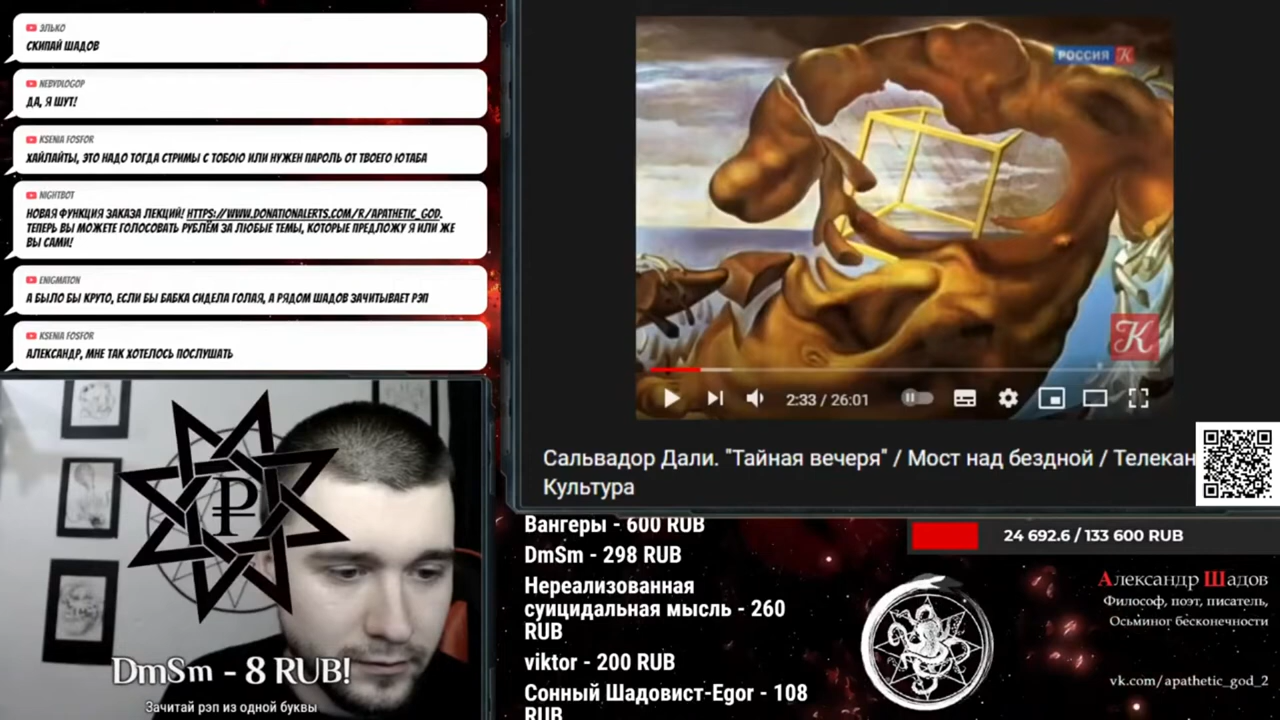 ЭЛЬКО
СКИПАЙ ШАДОВ
NEBYDLOGOP
ДА, Я ШУТ!
KSENIA FOSFOR
ХАЙЛАЙТЫ, ЭТО НАДО ТОГДА СТРИМЫ С ТОБОЮ ИЛИ НУЖЕН ПАРОЛЬ ОТ ТВОЕГО ЮТАБА
NIGHTBOT
НОВАЯ ФУНКЦИЯ ЗАКАЗА ЛЕКЦИЙ! HTTPS://WWW.DONATIONALERTS.COM/R/APATHETIC_GOD.
ТЕПЕРЬ ВЫ МОЖЕТЕ ГОЛОСОВАТЬ РУБЛЁМ ЗА ЛЮБЫЕ ТЕМЫ, КОТОРЫЕ ПРЕДЛОЖУ Я ИЛИ ЖЕ
ВЫ САМИ!
ENIGMATON
А БЫЛО БЫ КРУТО, ЕСЛИ БЫ БАБКА СИДЕЛА ГОЛАЯ, А РЯДОМ ШАДОВ ЗАЧИТЫВАЕТ РЭП
KSENIA FOSFOR
АЛЕКСАНДР, МНЕ ТАК ХОТЕЛОСЬ ПОСЛУШАТЬ
РОССИЯ К
К
2:33 / 26:01
Сальвадор Дали. "Тайная вечеря" / Мост над бездной / Телекан
Культура
₽
DmSm - 8 RUB!
Зачитай рэп из одной буквы
Вангеры - 600 RUB
DmSm - 298 RUB
Нереализованная
суицидальная мысль - 260
RUB
viktor - 200 RUB
Сонный Шадовист-Egor - 108
RUB
24 692.6 / 133 600 RUB
Александр Шадов
Философ, поэт, писатель,
Осьминог бесконечности
vk.com/apathetic_god_2